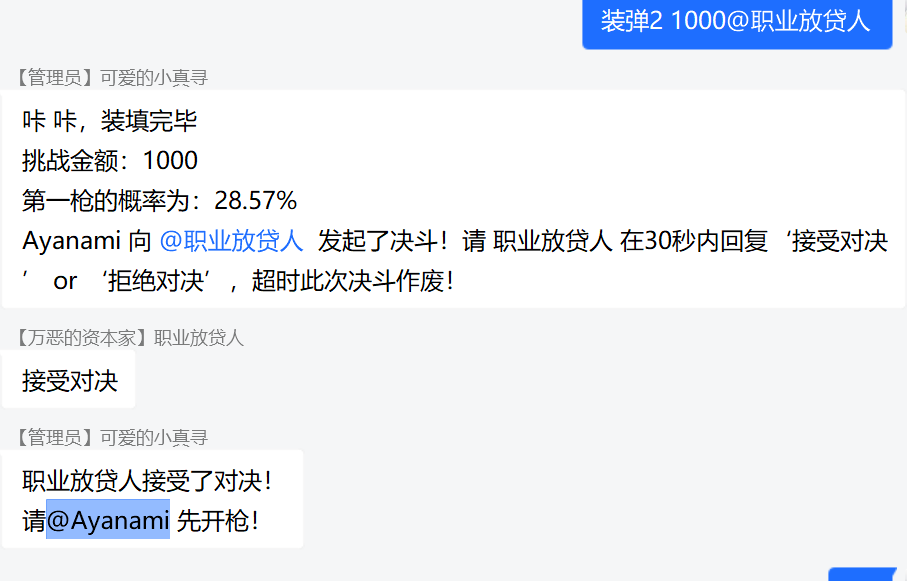 装弹2 1000@职业放贷人
【管理员】可爱的小真寻
咔 咔，装填完毕
挑战金额：1000
第一枪的概率为：28.57%
Ayanami 向 @职业放贷人 发起了决斗！请 职业放贷人 在30秒内回复‘接受对决
’ or ‘拒绝对决’，超时此次决斗作废！
【万恶的资本家】职业放贷人
接受对决
【管理员】可爱的小真寻
职业放贷人接受了对决！
请@Ayanami 先开枪！